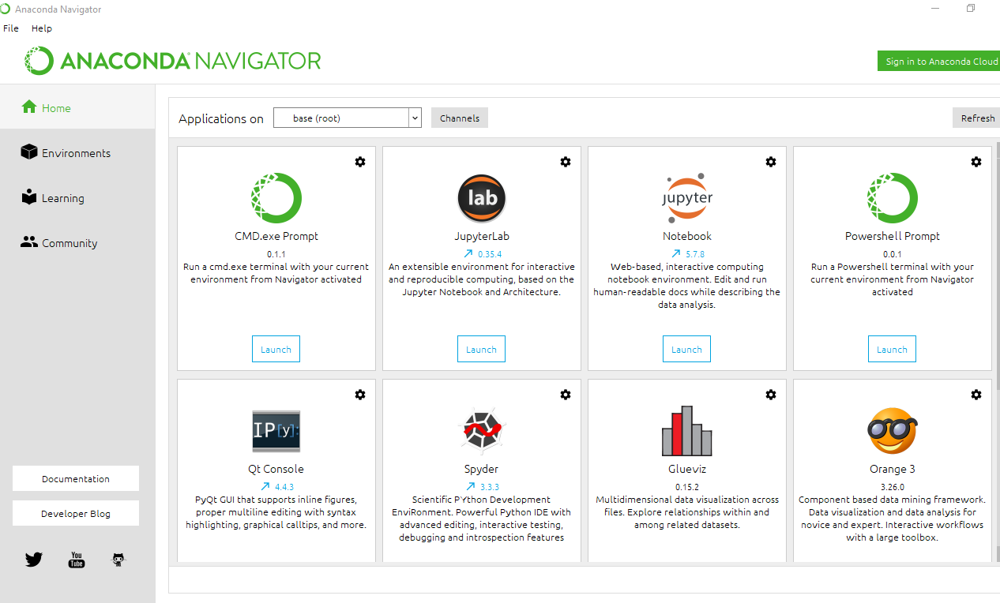 Anaconda Navigator
File Help
ANACONDA NAVIGATOR
Sign in to Anaconda Cloud
Home
Environments
Learning
Community
Documentation
Developer Blog
You
Tube
Applications on base (root) Channels Refresh
CMD.exe Prompt
0.1.1
Run a cmd.exe terminal with your current
environment from Navigator activated
Launch
lab
JupyterLab
0.35.4
An extensible environment for interactive
and reproducible computing, based on the
Jupyter Notebook and Architecture.
Launch
jupyter
Notebook
5.7.8
Web-based, interactive computing
notebook environment. Edit and run
human-readable docs while describing the
data analysis.
Launch
Powershell Prompt
0.0.1
Run a Powershell terminal with your
current environment from Navigator
activated
Launch
IP[y]:
Qt Console
4.4.3
PyQt GUI that supports inline figures,
proper multiline editing with syntax
highlighting, graphical calltips, and more.
Spyder
3.3.3
Scientific PYthon Development
EnviRonment. Powerful Python IDE with
advanced editing, interactive testing,
debugging and introspection features
Glueviz
0.15.2
Multidimensional data visualization across
files. Explore relationships within and
among related datasets.
Orange 3
3.26.0
Component based data mining framework.
Data visualization and data analysis for
novice and expert. Interactive workflows
with a large toolbox.